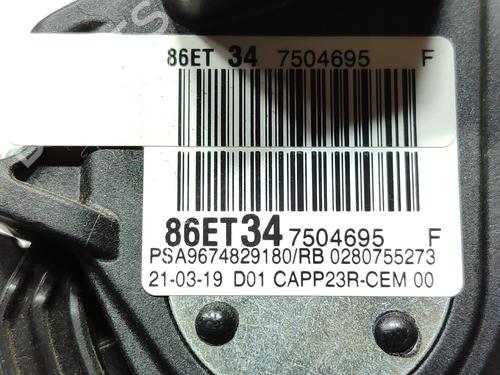 86ET 34 7504695 F
86ET34 7504695 F
PSA9674829180/RB 0280755273
21-03-19 D01 CAPP23R-CEM 00